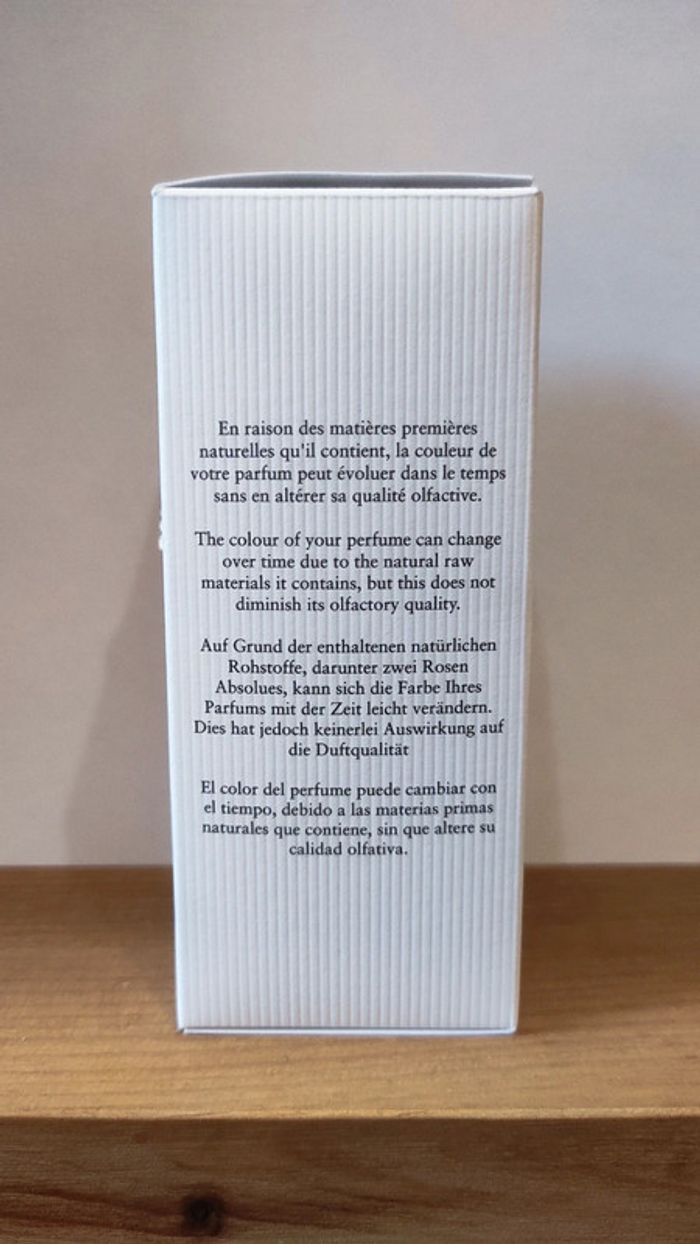 En raison des matières premières
naturelles qu'il contient, la couleur de
votre parfum peut évoluer dans le temps
sans en altérer sa qualité olfactive.
The colour of your perfume can change
over time due to the natural raw
materials it contains, but this does not
diminish its olfactory quality.
Auf Grund der enthaltenen natürlichen
Rohstoffe, darunter zwei Rosen
Absolues, kann sich die Farbe Ihres
Parfums mit der Zeit leicht verändern.
Dies hat jedoch keinerlei Auswirkung auf
die Duftqualität
El color del perfume puede cambiar con
el tiempo, debido a las materias primas
naturales que contiene, sin que altere su
calidad olfativa.